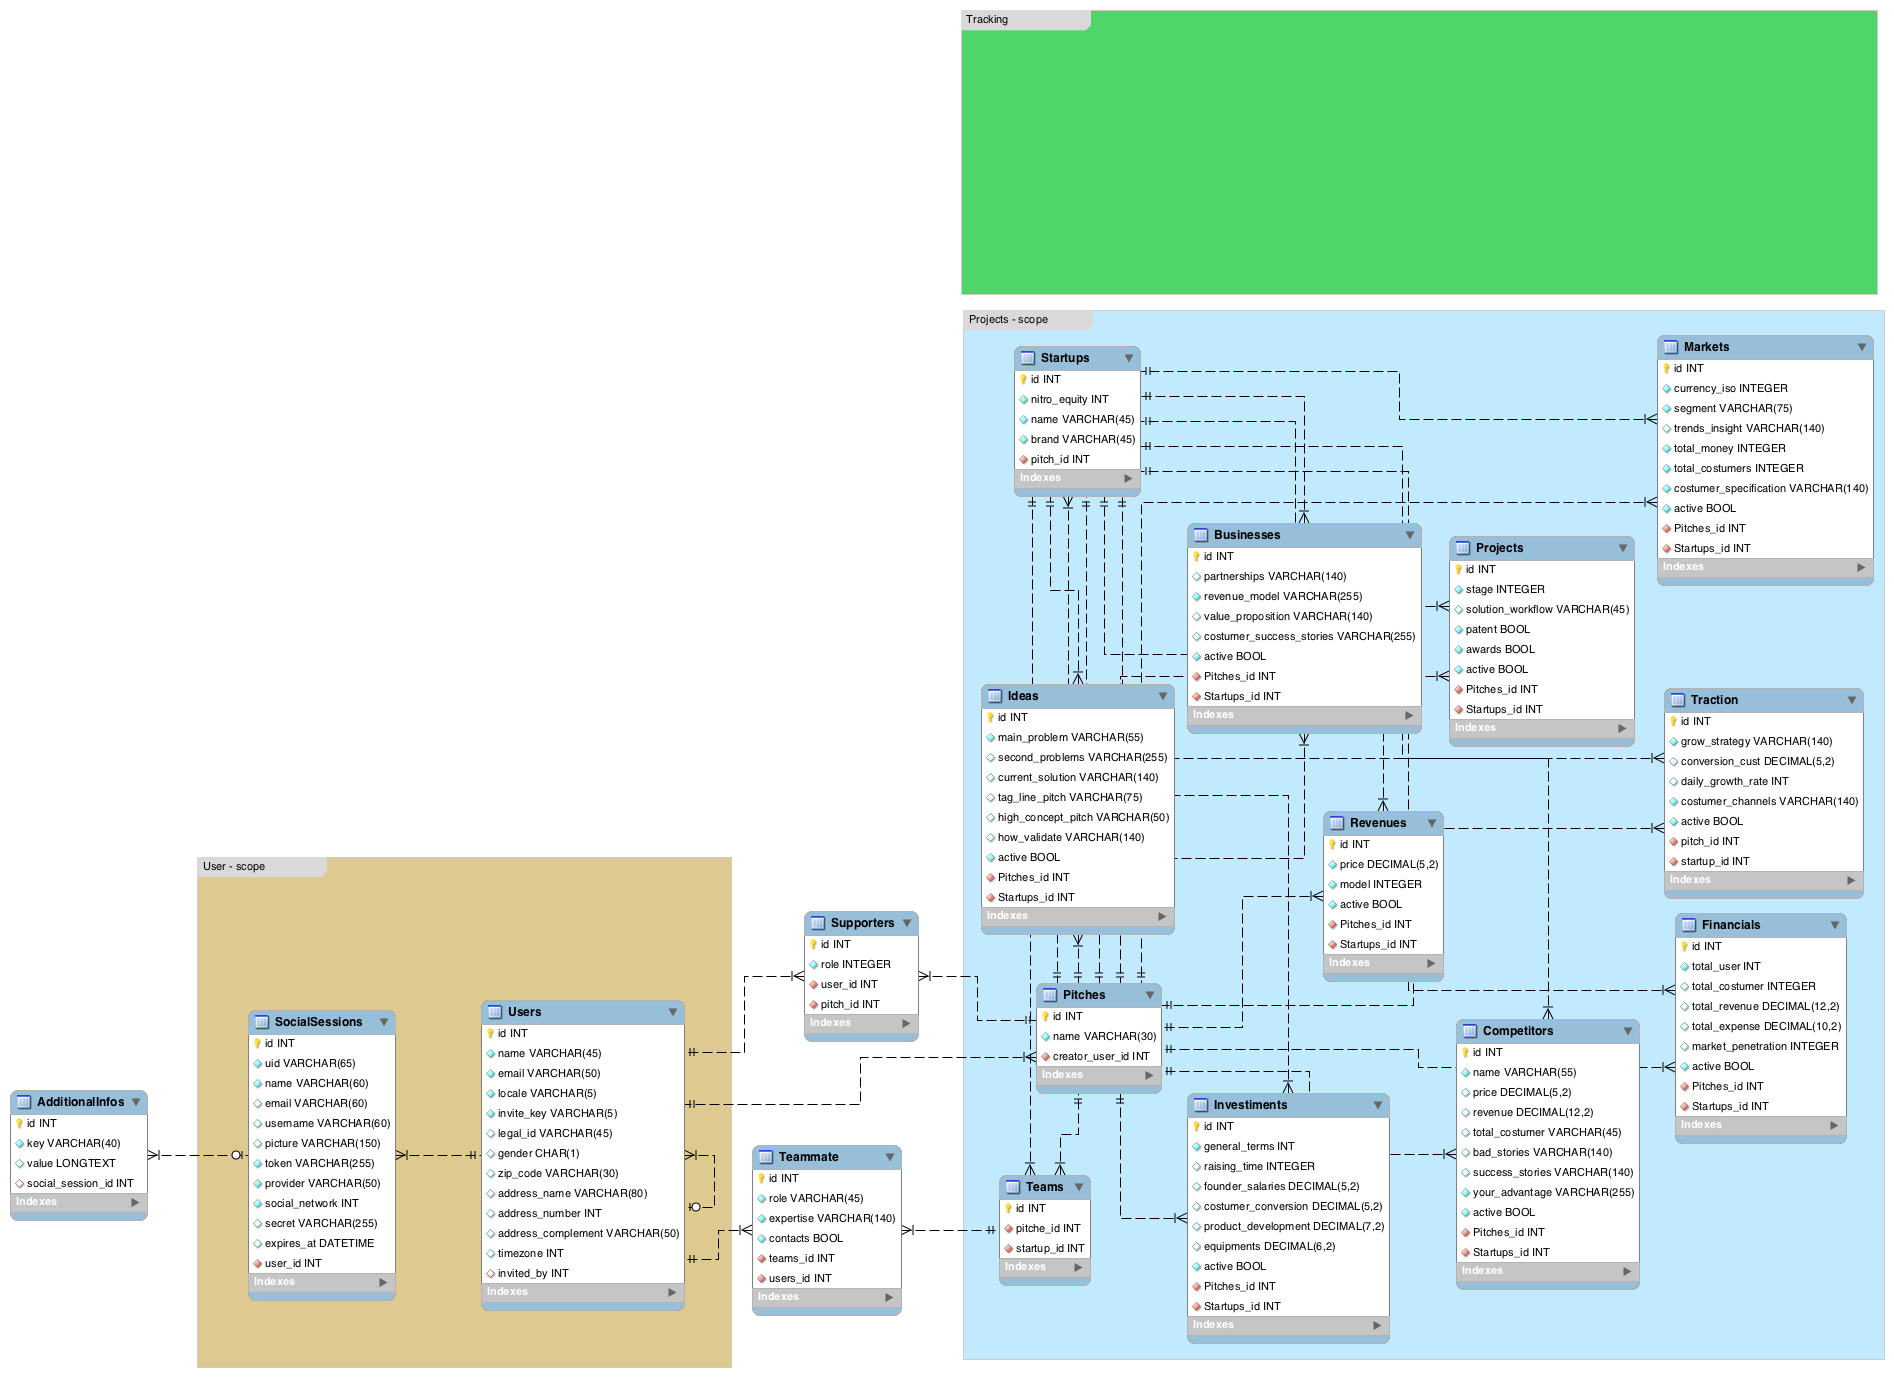 Tracking
Projects - scope
Startups
id INT
nitro_equity INT
name VARCHAR(45)
brand VARCHAR(45)
pitch_id INT
Indexes
Markets
id INT
currency_iso INTEGER
segment VARCHAR(75)
trends_insight VARCHAR(140)
total_money INTEGER
total_costumers INTEGER
costumer_specification VARCHAR(140)
active BOOL
Pitches_id INT
Startups_id INT
Indexes
Businesses
id INT
partnerships VARCHAR(140)
revenue_model VARCHAR(255)
value_proposition VARCHAR(140)
costumer_success_stories VARCHAR(255)
active BOOL
Pitches_id INT
Startups_id INT
Indexes
Projects
id INT
stage INTEGER
solution_workflow VARCHAR(45)
patent BOOL
awards BOOL
active BOOL
Pitches_id INT
Startups_id INT
Indexes
Ideas
id INT
main_problem VARCHAR(55)
second_problems VARCHAR(255)
current_solution VARCHAR(140)
tag_line_pitch VARCHAR(75)
high_concept_pitch VARCHAR(50)
how_validate VARCHAR(140)
active BOOL
Pitches_id INT
Startups_id INT
Indexes
Traction
id INT
grow_strategy VARCHAR(140)
conversion_cust DECIMAL(5,2)
daily_growth_rate INT
costumer_channels VARCHAR(140)
active BOOL
pitch_id INT
startup_id INT
Indexes
Revenues
id INT
price DECIMAL(5,2)
model INTEGER
active BOOL
Pitches_id INT
Startups_id INT
Indexes
User - scope
Supporters
id INT
role INTEGER
user_id INT
pitch_id INT
Indexes
Financials
id INT
total_user INT
total_costumer INTEGER
total_revenue DECIMAL(12,2)
total_expense DECIMAL(10,2)
market_penetration INTEGER
active BOOL
Pitches_id INT
Startups_id INT
Indexes
Pitches
id INT
name VARCHAR(30)
creator_user_id INT
Indexes
SocialSessions
id INT
uid VARCHAR(65)
name VARCHAR(60)
email VARCHAR(60)
username VARCHAR(60)
picture VARCHAR(150)
token VARCHAR(255)
provider VARCHAR(50)
social_network INT
secret VARCHAR(255)
expires_at DATETIME
user_id INT
Indexes
Users
id INT
name VARCHAR(45)
email VARCHAR(50)
locale VARCHAR(5)
invite_key VARCHAR(5)
legal_id VARCHAR(45)
gender CHAR(1)
zip_code VARCHAR(30)
address_name VARCHAR(80)
address_number INT
address_complement VARCHAR(50)
timezone INT
invited_by INT
Indexes
Competitors
id INT
name VARCHAR(55)
price DECIMAL(5,2)
revenue DECIMAL(12,2)
total_costumer VARCHAR(45)
bad_stories VARCHAR(140)
success_stories VARCHAR(140)
your_advantage VARCHAR(255)
active BOOL
Pitches_id INT
Startups_id INT
Indexes
AdditionalInfos
id INT
key VARCHAR(40)
value LONGTEXT
social_session_id INT
Indexes
Investiments
id INT
general_terms INT
raising_time INTEGER
founder_salaries DECIMAL(5,2)
costumer_conversion DECIMAL(5,2)
product_development DECIMAL(7,2)
equipments DECIMAL(6,2)
active BOOL
Pitches_id INT
Startups_id INT
Indexes
Teammate
id INT
role VARCHAR(45)
expertise VARCHAR(140)
contacts BOOL
teams_id INT
users_id INT
Indexes
Teams
id INT
pitche_id INT
startup_id INT
Indexes